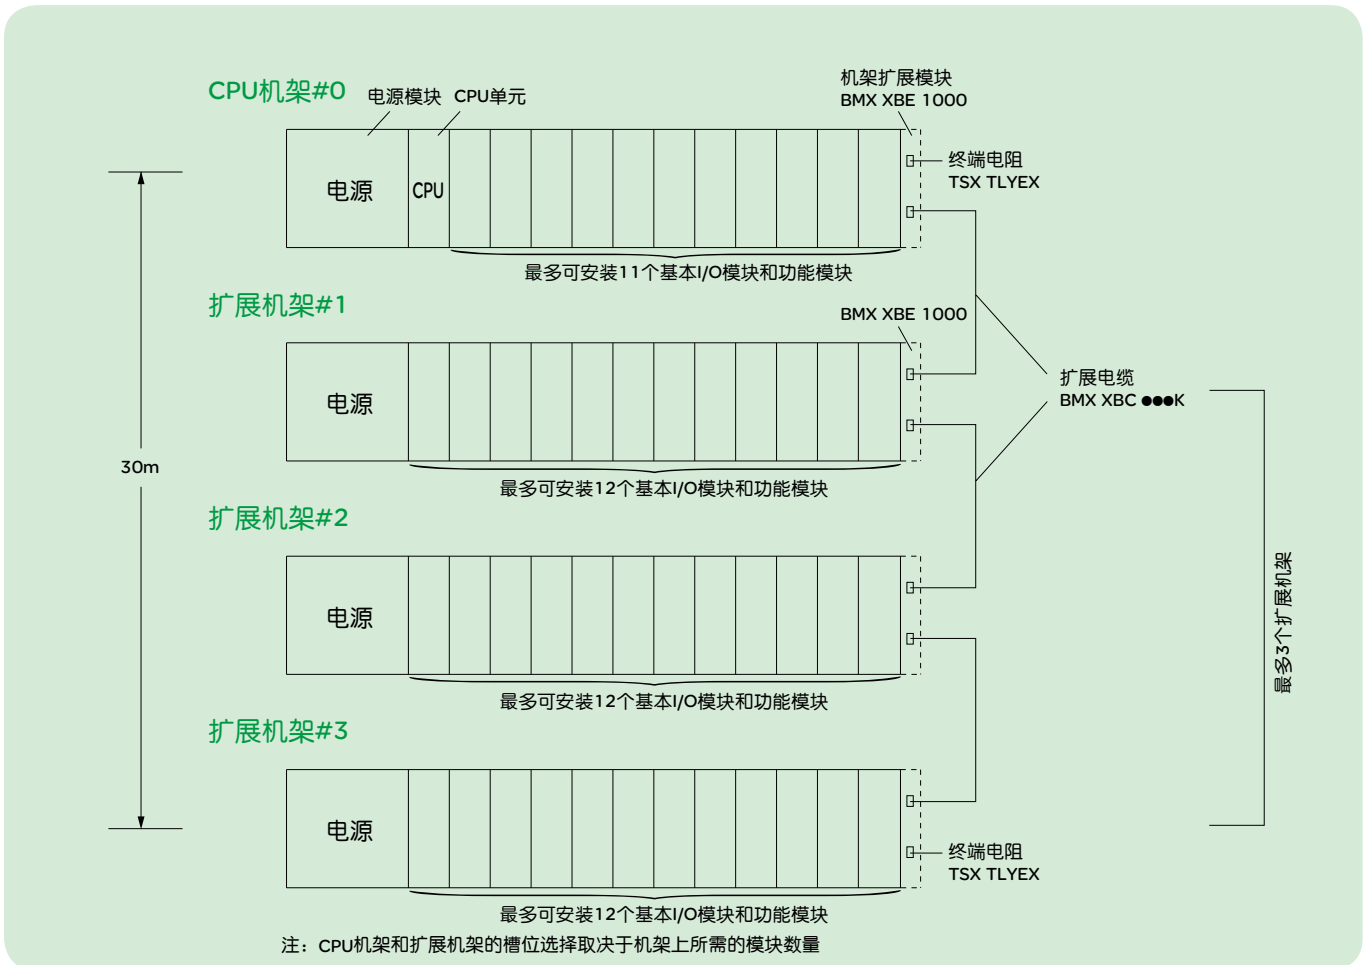 CPU机架#0
电源模块
CPU单元
机架扩展模块
BMX XBE 1000
终端电阻
TSX TLYEX
电源
CPU
最多可安装11个基本I/O模块和功能模块
扩展机架#1
BMX XBE 1000
电源
扩展电缆
BMX XBC ●●●K
30m
最多可安装12个基本I/O模块和功能模块
扩展机架#2
电源
最多3个扩展机架
最多可安装12个基本I/O模块和功能模块
扩展机架#3
电源
终端电阻
TSX TLYEX
最多可安装12个基本I/O模块和功能模块
注：CPU机架和扩展机架的槽位选择取决于机架上所需的模块数量